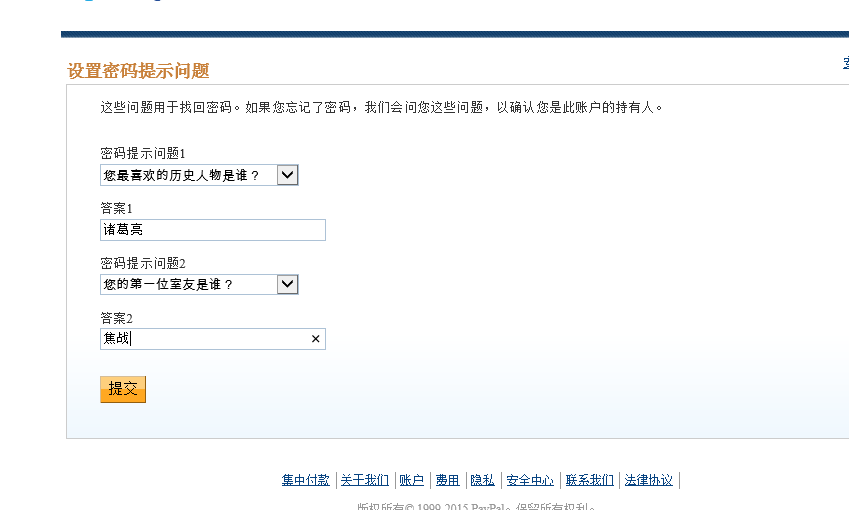 设置密码提示问题
这些问题用于找回密码。如果您忘记了密码，我们会问您这些问题，以确认您是此账户的持有人。
密码提示问题1
您最喜欢的历史人物是谁？
答案1
诸葛亮
密码提示问题2
您的第一位室友是谁？
答案2
焦战
提交
集中付款 关于我们 账户 费用 隐私 安全中心 联系我们 法律协议
版权所有© 1999-2015 PayPal。保留所有权利。